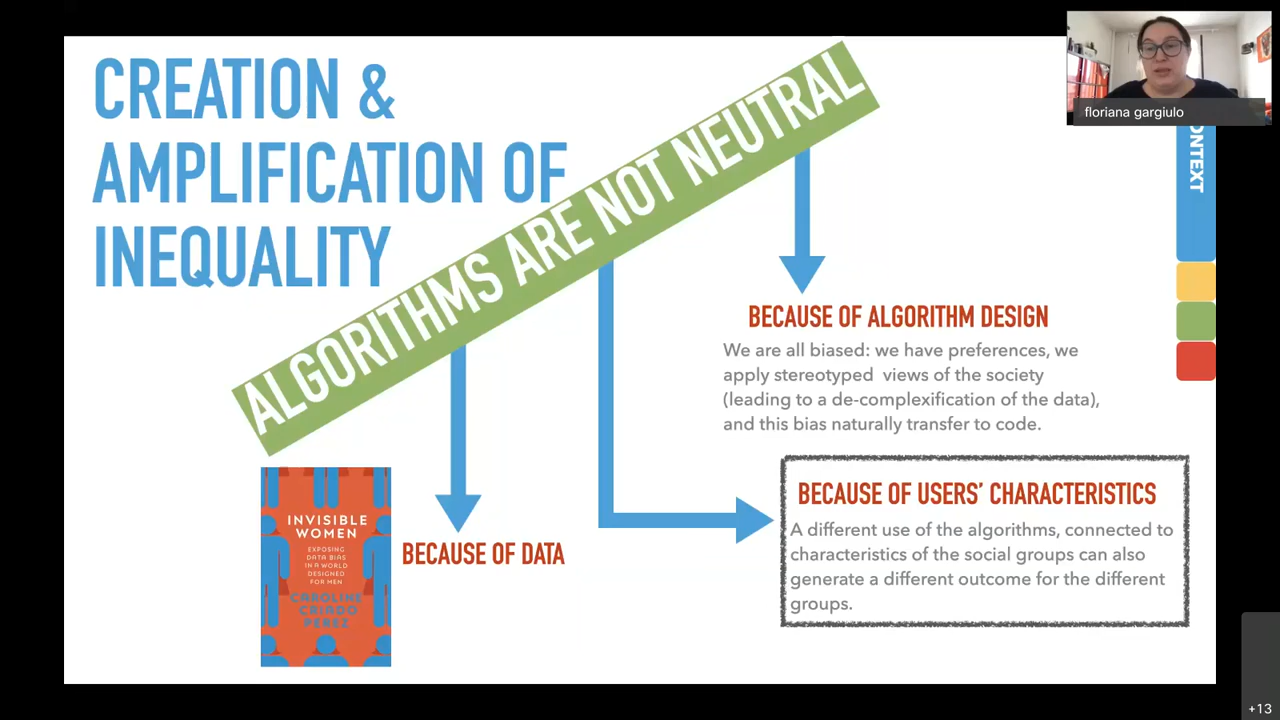 CREATION &
AMPLIFICATION OF
INEQUALITY
ALGORITHMS ARE NOT NEUTRAL
floriana gargiulo
ONTEXT
BECAUSE OF ALGORITHM DESIGN
We are all biased: we have preferences, we
apply stereotyped views of the society
(leading to a de-complexification of the data),
and this bias naturally transfer to code.
BECAUSE OF USERS’ CHARACTERISTICS
A different use of the algorithms, connected to
characteristics of the social groups can also
generate a different outcome for the different
groups.
INVISIBLE
WOMEN
EXPOSING
DATA BIAS
IN A WORLD
DESIGNED
FOR MEN
CAROLINE
CRIADO
PEREZ
BECAUSE OF DATA
+13